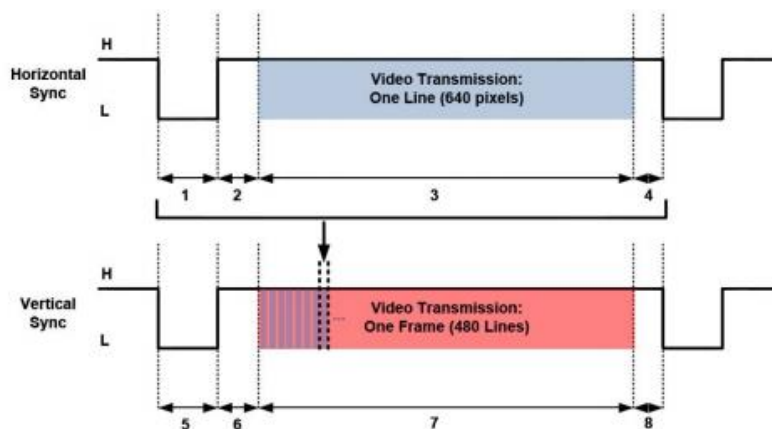 H
Horizontal
Sync
L
Video Transmission:
One Line (640 pixels)
1 2 3 4
H
Vertical
Sync
L
Video Transmission:
... One Frame (480 Lines)
5 6 7 8